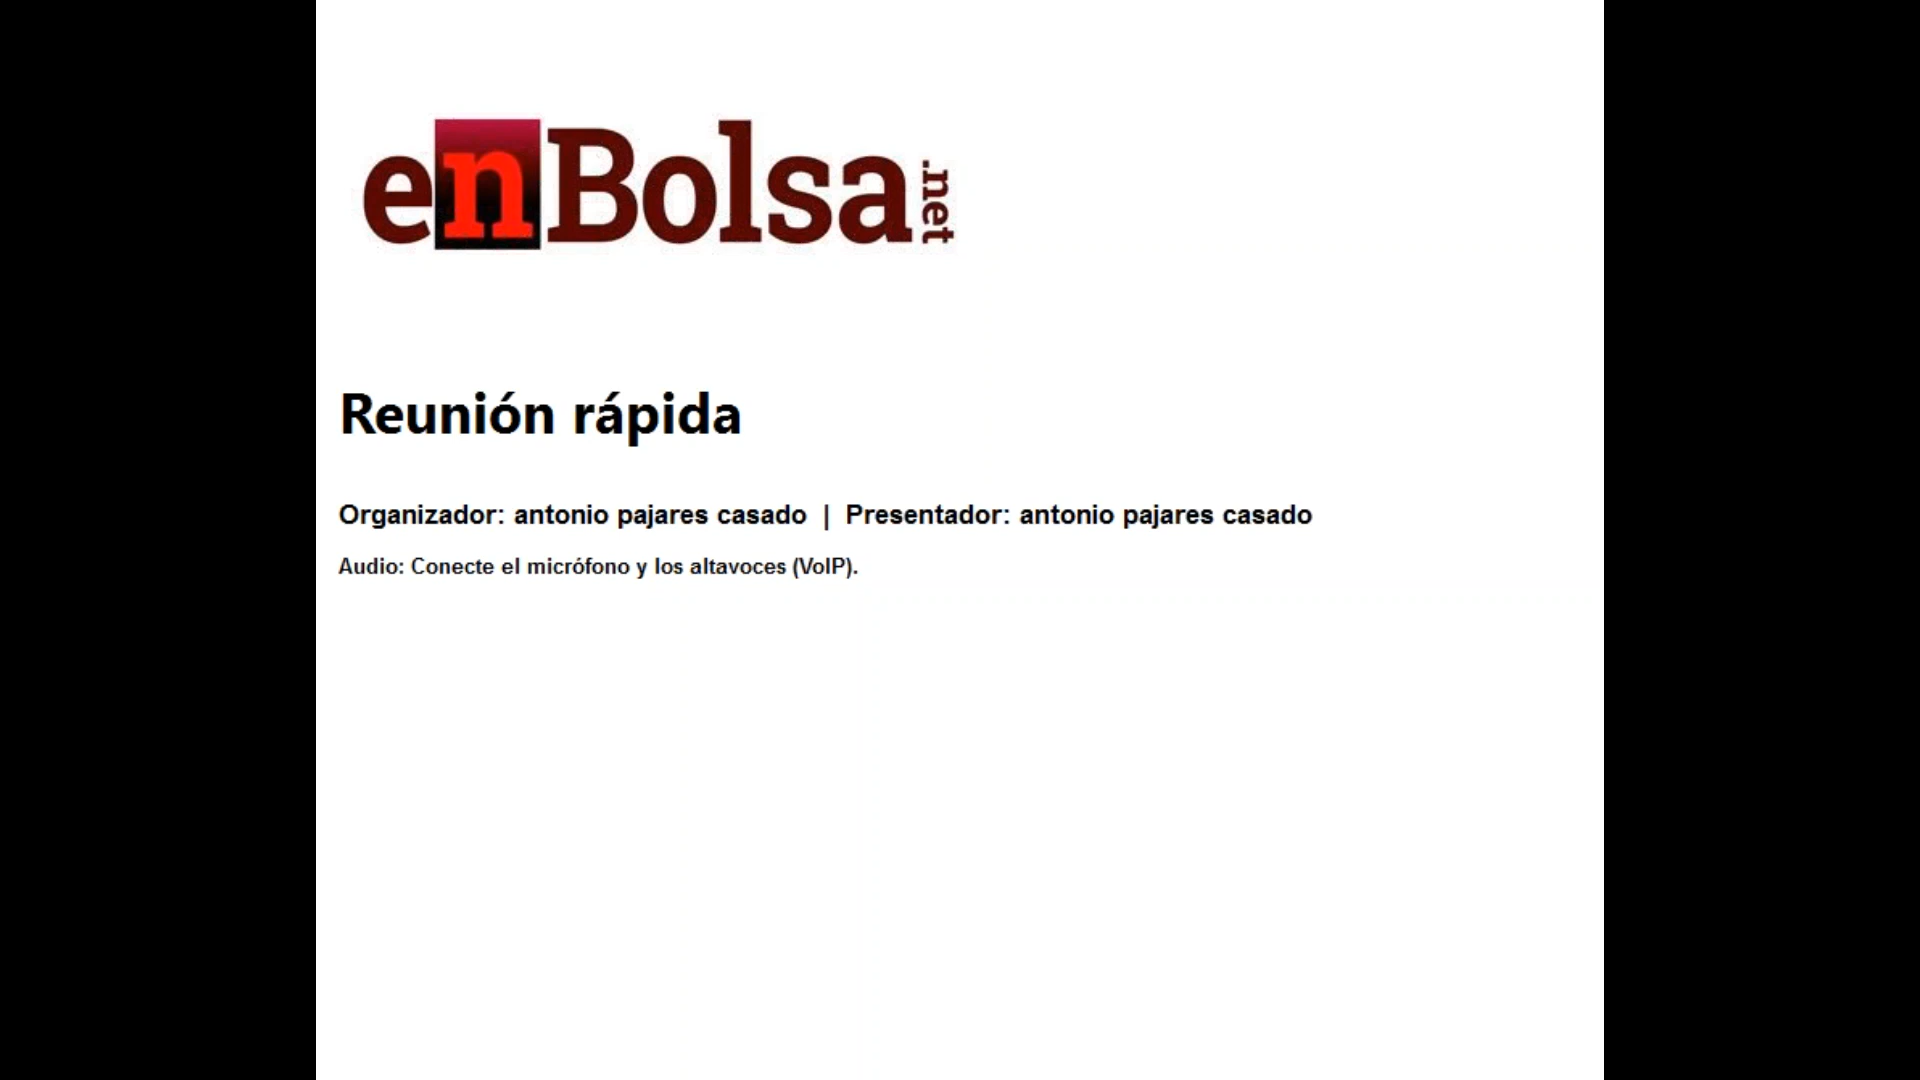 enBolsa.net
Reunión rápida
Organizador: antonio pajares casado | Presentador: antonio pajares casado
Audio: Conecte el micrófono y los altavoces (VoIP).